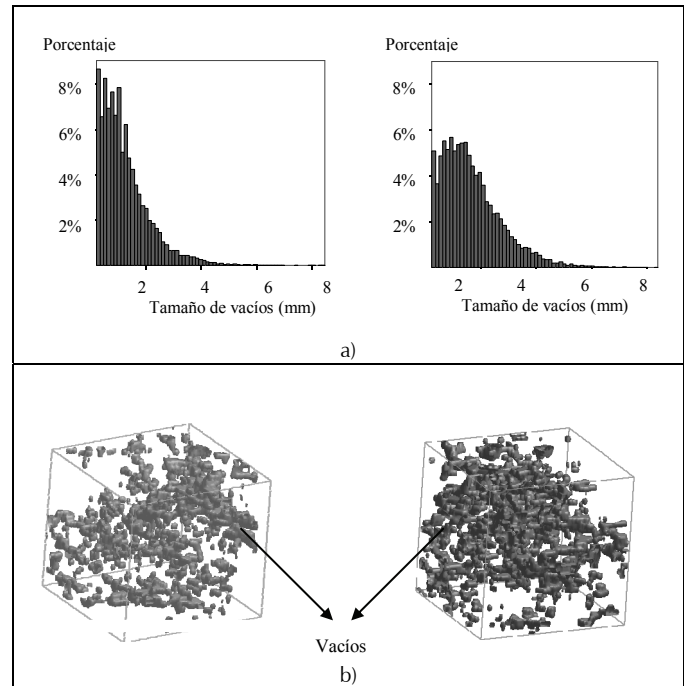 Porcentaje
8%
6%
4%
2%
2 4 6 8
Tamaño de vacíos (mm)
Porcentaje
8%
6%
4%
2%
2 4 6 8
Tamaño de vacíos (mm)
a)
Vacíos
b)